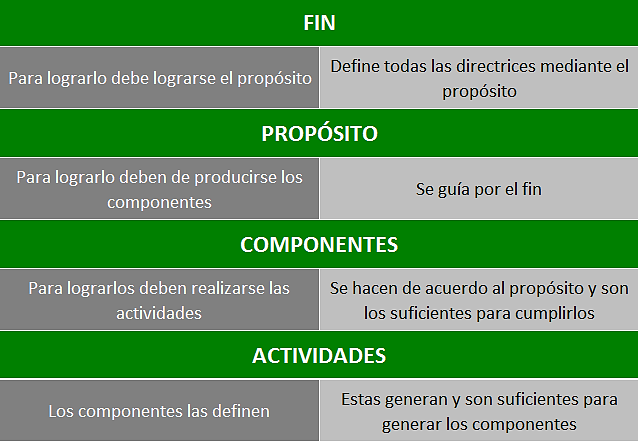 FIN
Para lograrlo debe lograrse el propósito
Define todas las directrices mediante el
propósito
PROPÓSITO
Para lograrlo deben de producirse los
componentes
Se guía por el fin
COMPONENTES
Para lograrlos deben realizarse las
actividades
Se hacen de acuerdo al propósito y son
los suficientes para cumplirlos
ACTIVIDADES
Los componentes las definen
Estas generan y son suficientes para
generar los componentes